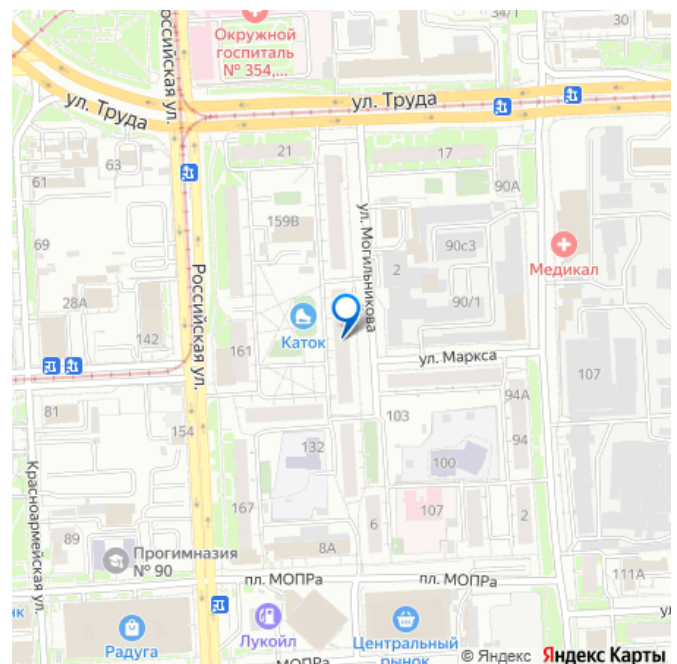 34/1
30
Российская ул.
Окружной
госпиталь
№ 354,...
ул. Труда
ул. Труда
21
17
63
61
90А
159В
ул. Могильникова
69
90с3
2
Медикал
28А
90/1
Российская ул.
142
Каток
161
ул. Маркса
107
94А
81
103
154
94
132
100
Красноармейская ул.
167
107
2
6
89
8А
Прогимназия
№ 90
пл. МОПРа
пл. МОПРа
111А
Радуга
Лукойл
Центральный
рынок
МОПРа
© Яндекс Яндекс Карты